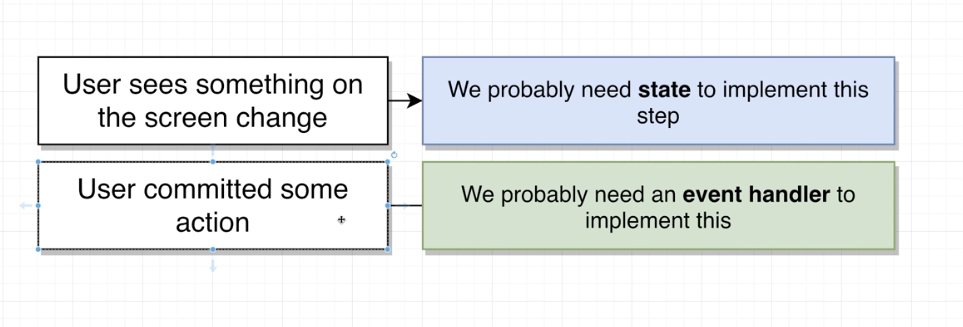 User sees something on
the screen change
We probably need state to implement this
step
User committed some
action
We probably need an event handler to
implement this